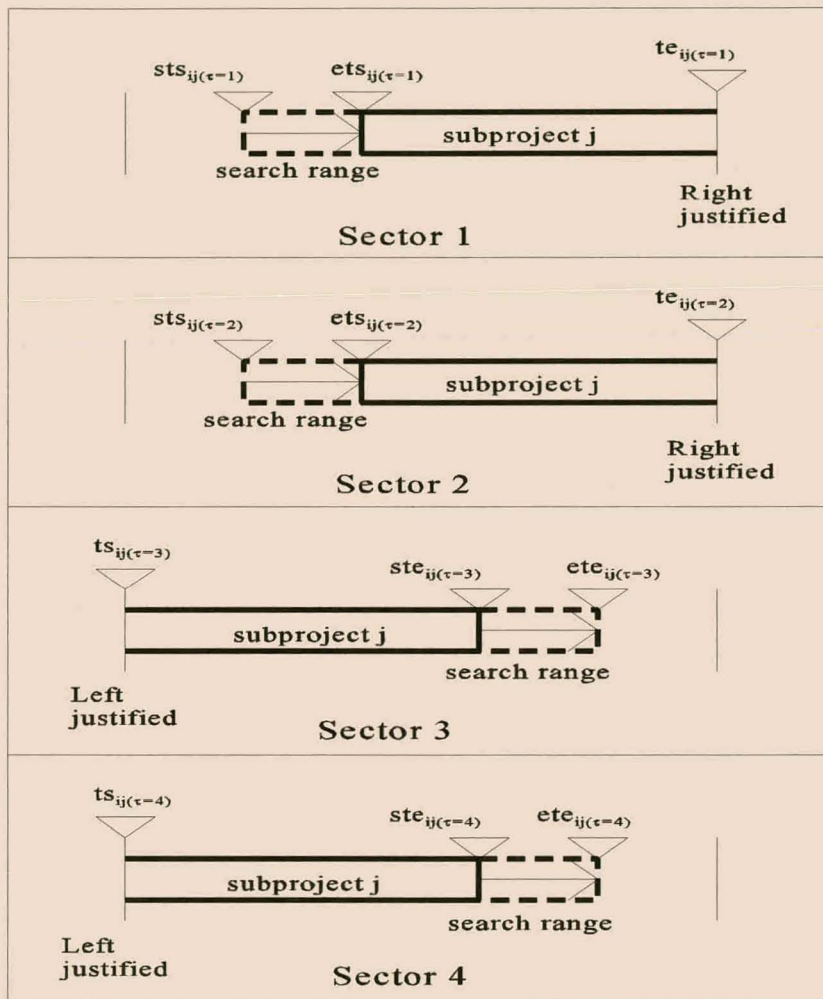 sts_ij(τ=1) ets_ij(τ=1) te_ij(τ=1)
subproject j
search range
Right
justified
Sector 1
sts_ij(τ=2) ets_ij(τ=2) te_ij(τ=2)
subproject j
search range
Right
justified
Sector 2
ts_ij(τ=3) ste_ij(τ=3) ete_ij(τ=3)
subproject j
search range
Left
justified
Sector 3
ts_ij(τ=4) ste_ij(τ=4) ete_ij(τ=4)
subproject j
search range
Left
justified
Sector 4